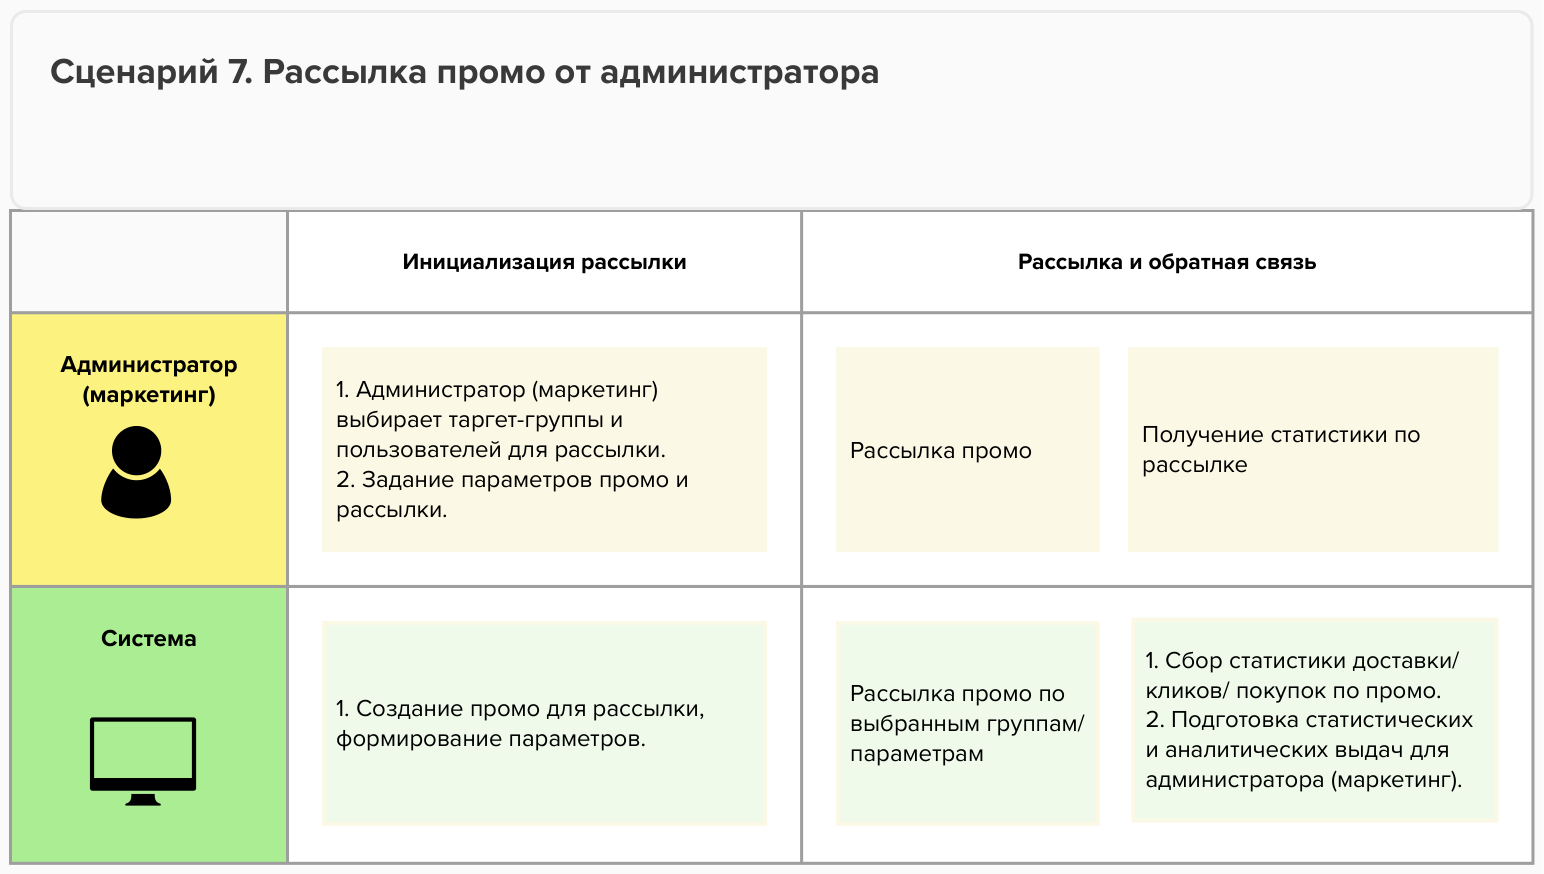 Сценарий 7. Рассылка промо от администратора
Инициализация рассылки
Рассылка и обратная связь
Администратор
(маркетинг)
1. Администратор (маркетинг)
выбирает таргет-группы и
пользователей для рассылки.
2. Задание параметров промо и
рассылки.
Рассылка промо
Получение статистики по
рассылке
Система
1. Создание промо для рассылки,
формирование параметров.
Рассылка промо по
выбранным группам/
параметрам
1. Сбор статистики доставки/
кликов/ покупок по промо.
2. Подготовка статистических
и аналитических выдач для
администратора (маркетинг).